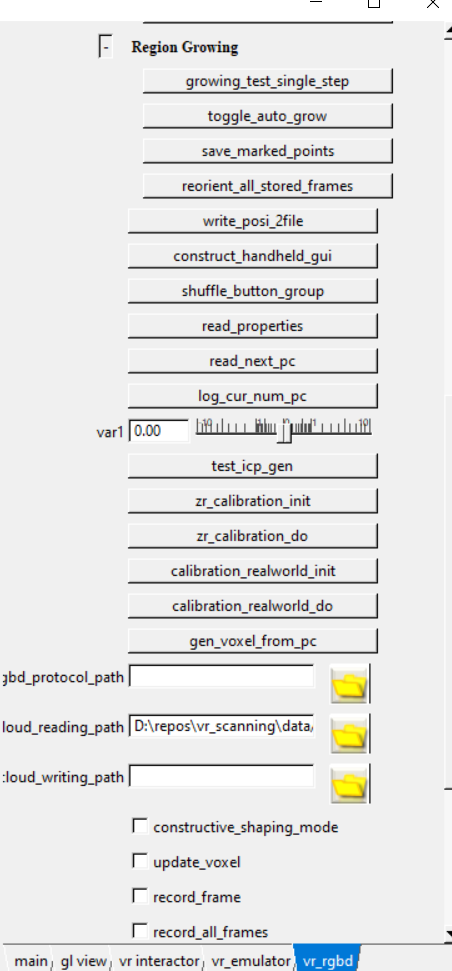 - Region Growing
growing_test_single_step
toggle_auto_grow
save_marked_points
reorient_all_stored_frames
write_posi_2file
construct_handheld_gui
shuffle_button_group
read_properties
read_next_pc
log_cur_num_pc
var1 0.00
test_icp_gen
zr_calibration_init
zr_calibration_do
calibration_realworld_init
calibration_realworld_do
gen_voxel_from_pc
gbd_protocol_path
loud_reading_path D:\repos\vr_scanning\data/
cloud_writing_path
constructive_shaping_mode
update_voxel
record_frame
record_all_frames
main gl view vr interactor vr_emulator vr_rgbd